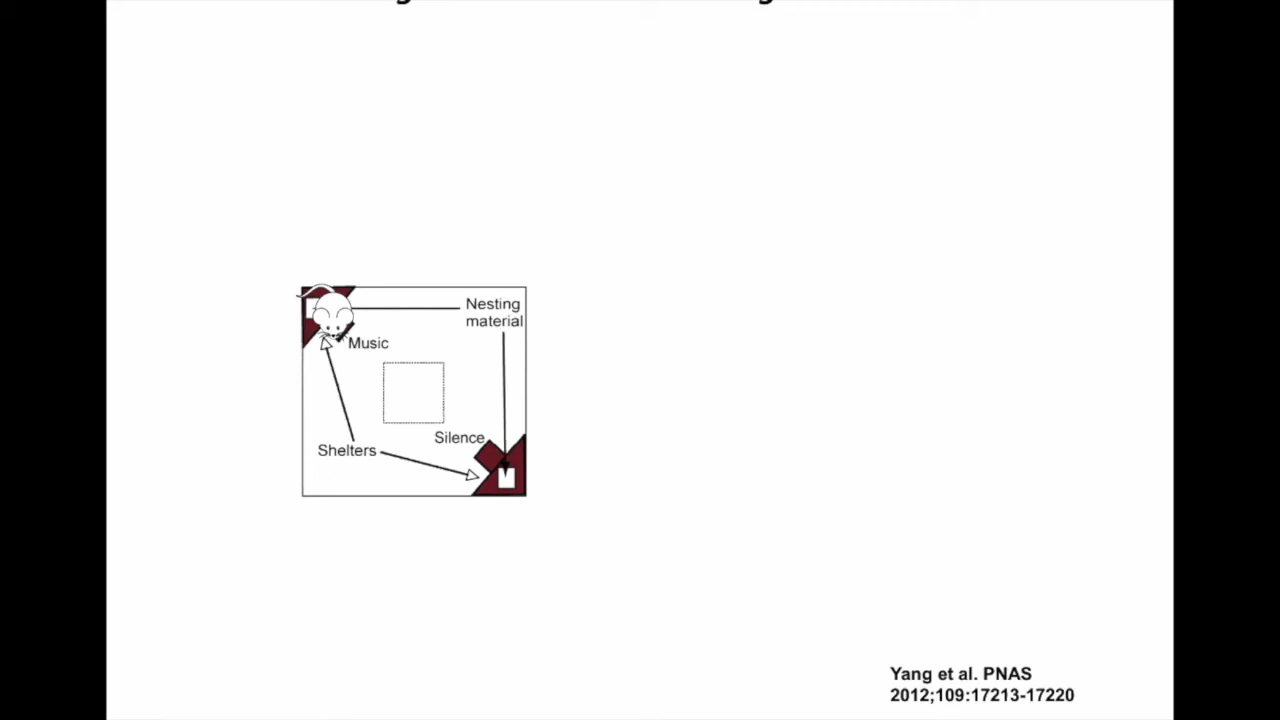 Nesting
material
Music
Silence
Shelters
Yang et al. PNAS
2012;109:17213-17220